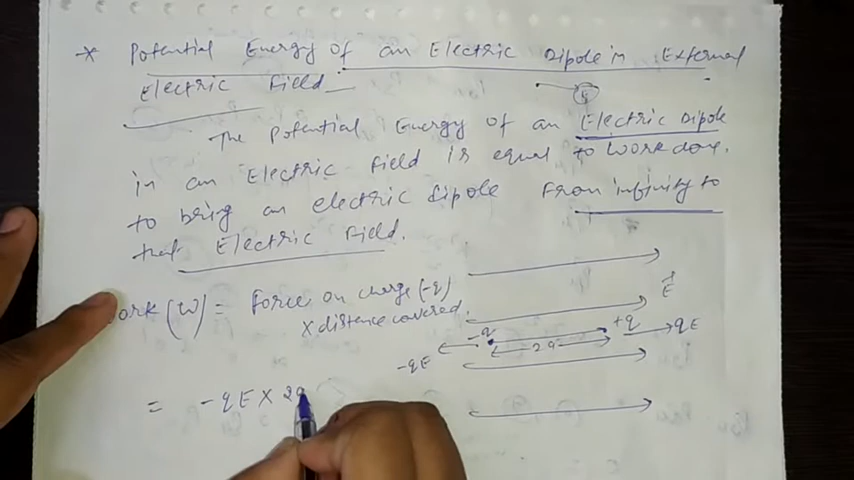 * Potential Energy of an Electric Dipole in External
Electric Field
The Potential Energy of an Electric Dipole
in an Electric field is equal to work done
to bring an electric dipole from infinity to
that Electric Field.
Work (W) = Force on charge (-q)
x distance covered.
E
-q +q qE
2a
-qE
= -qE x 2a